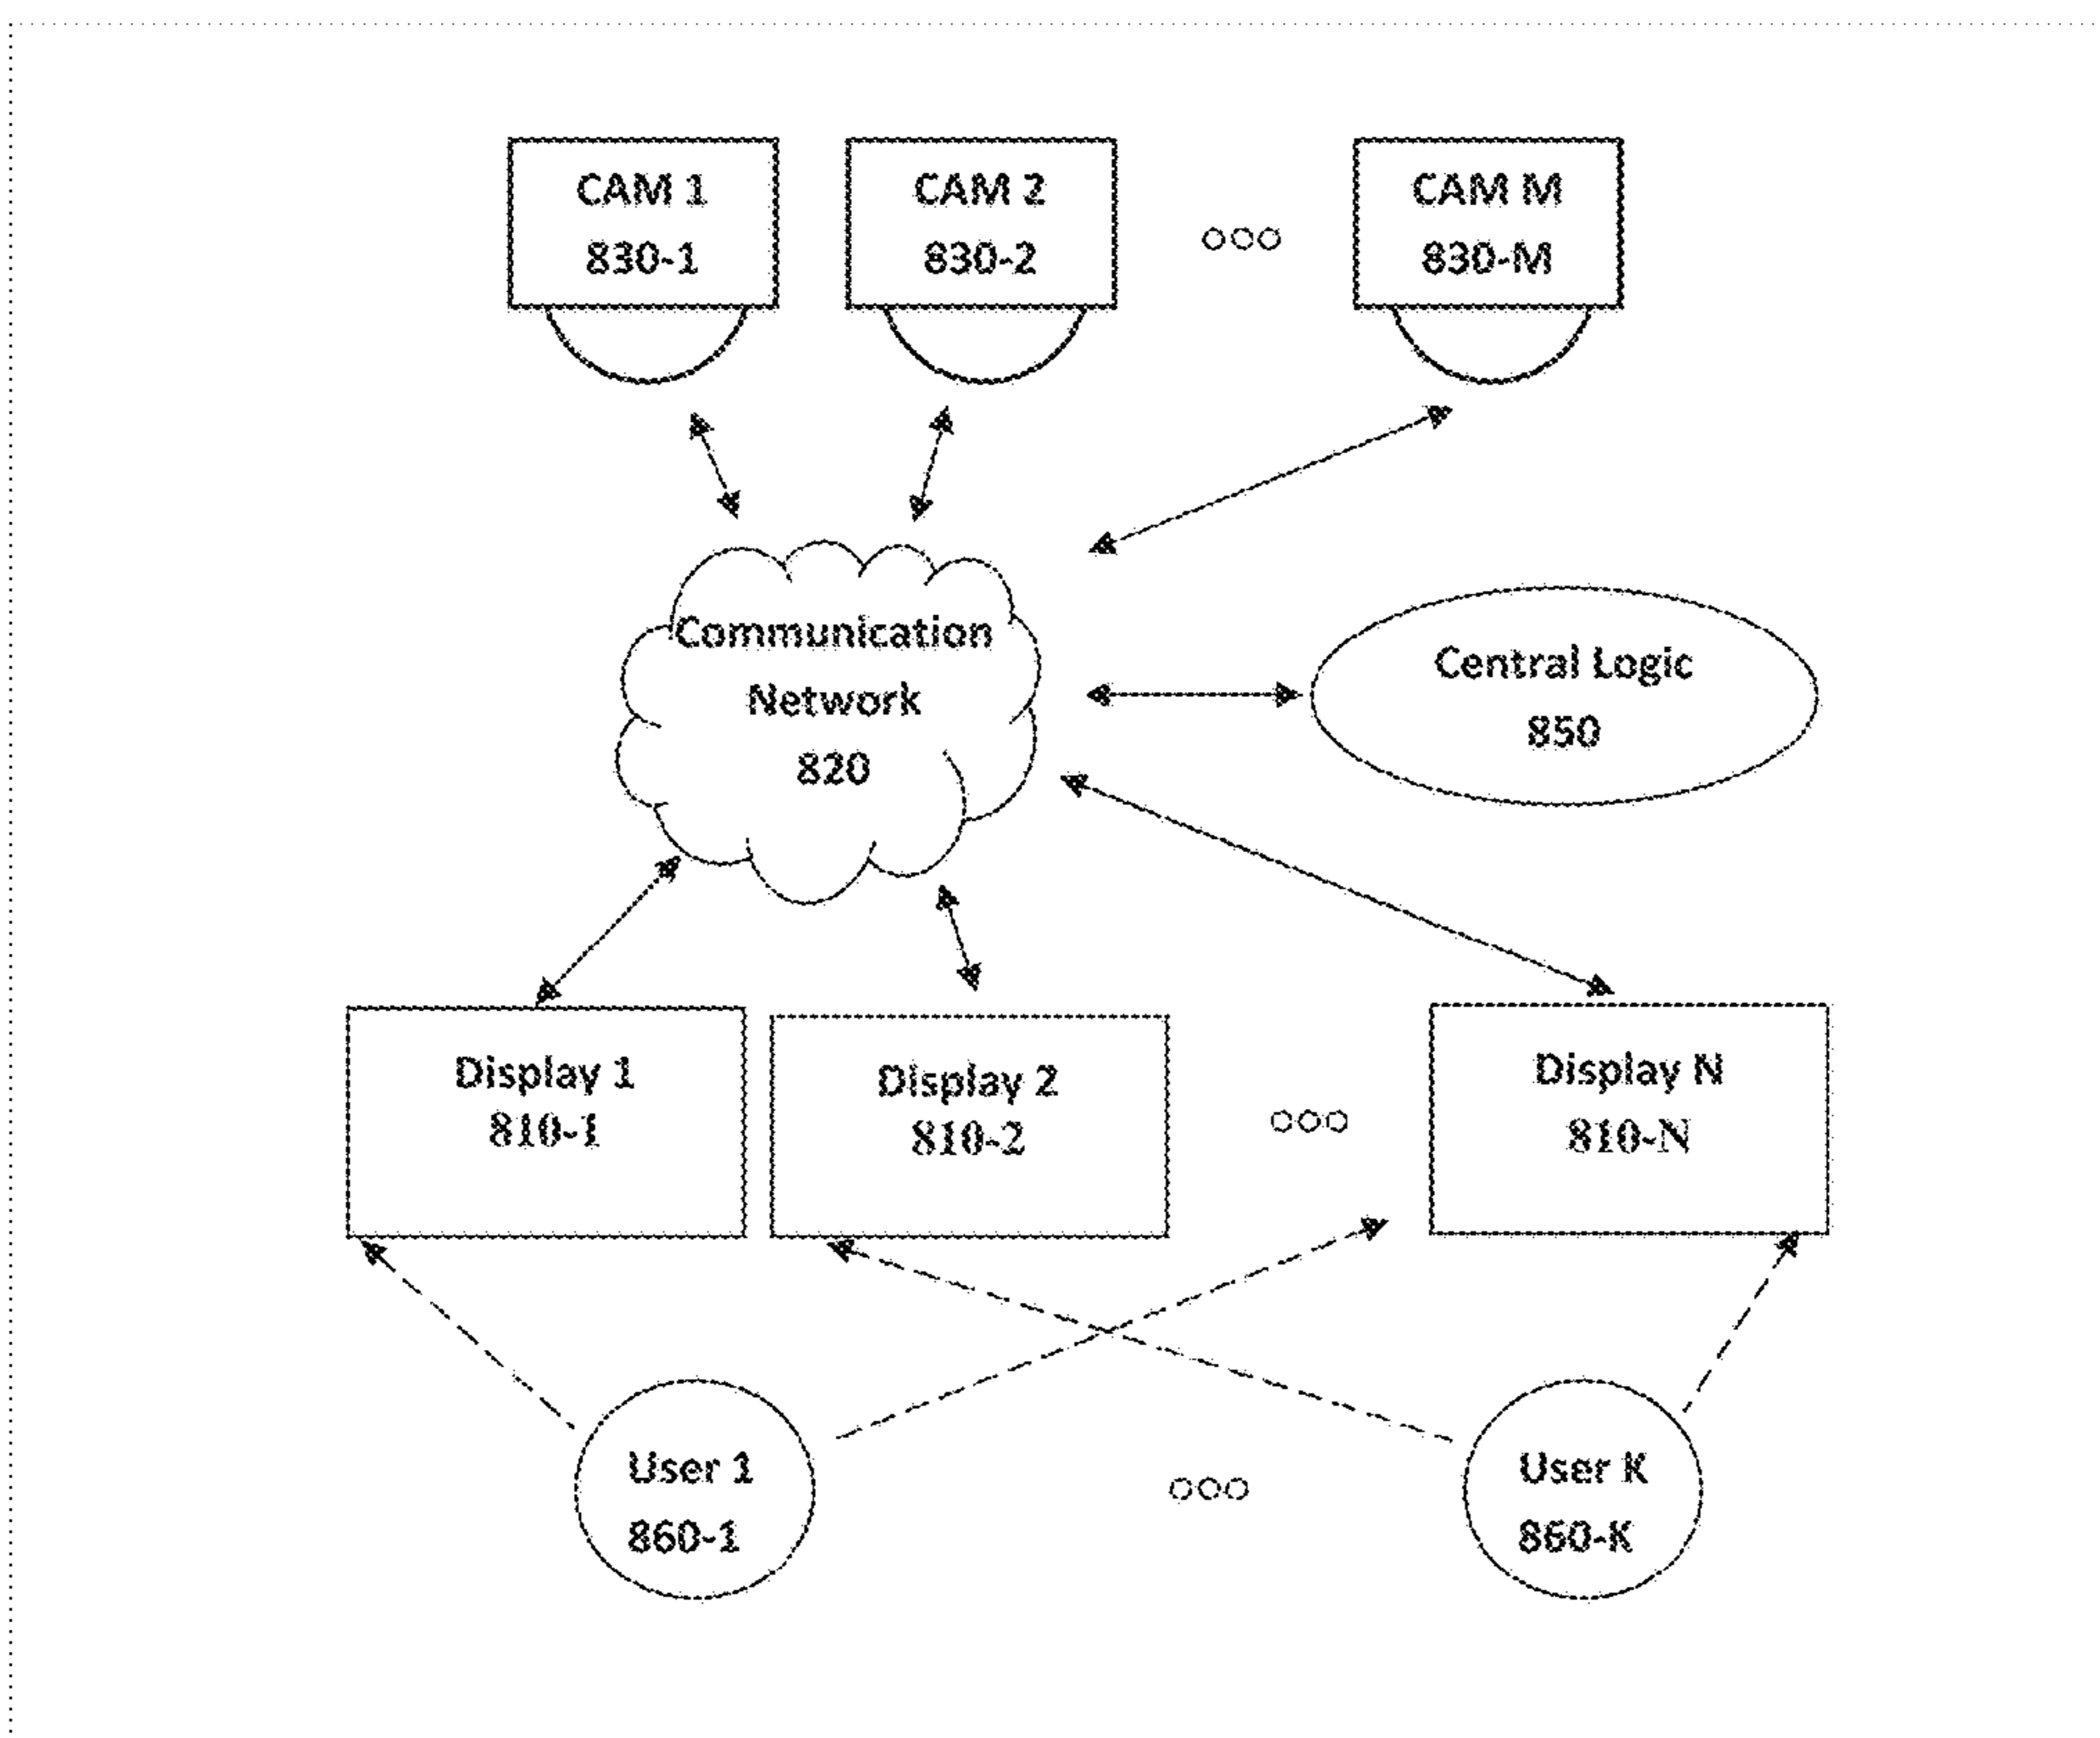 CAM 1
830-1
CAM 2
830-2
CAM M
830-M
Communication
Network
820
Central Logic
850
Display 1
810-1
Display 2
810-2
Display N
810-N
User 1
860-1
User K
860-K